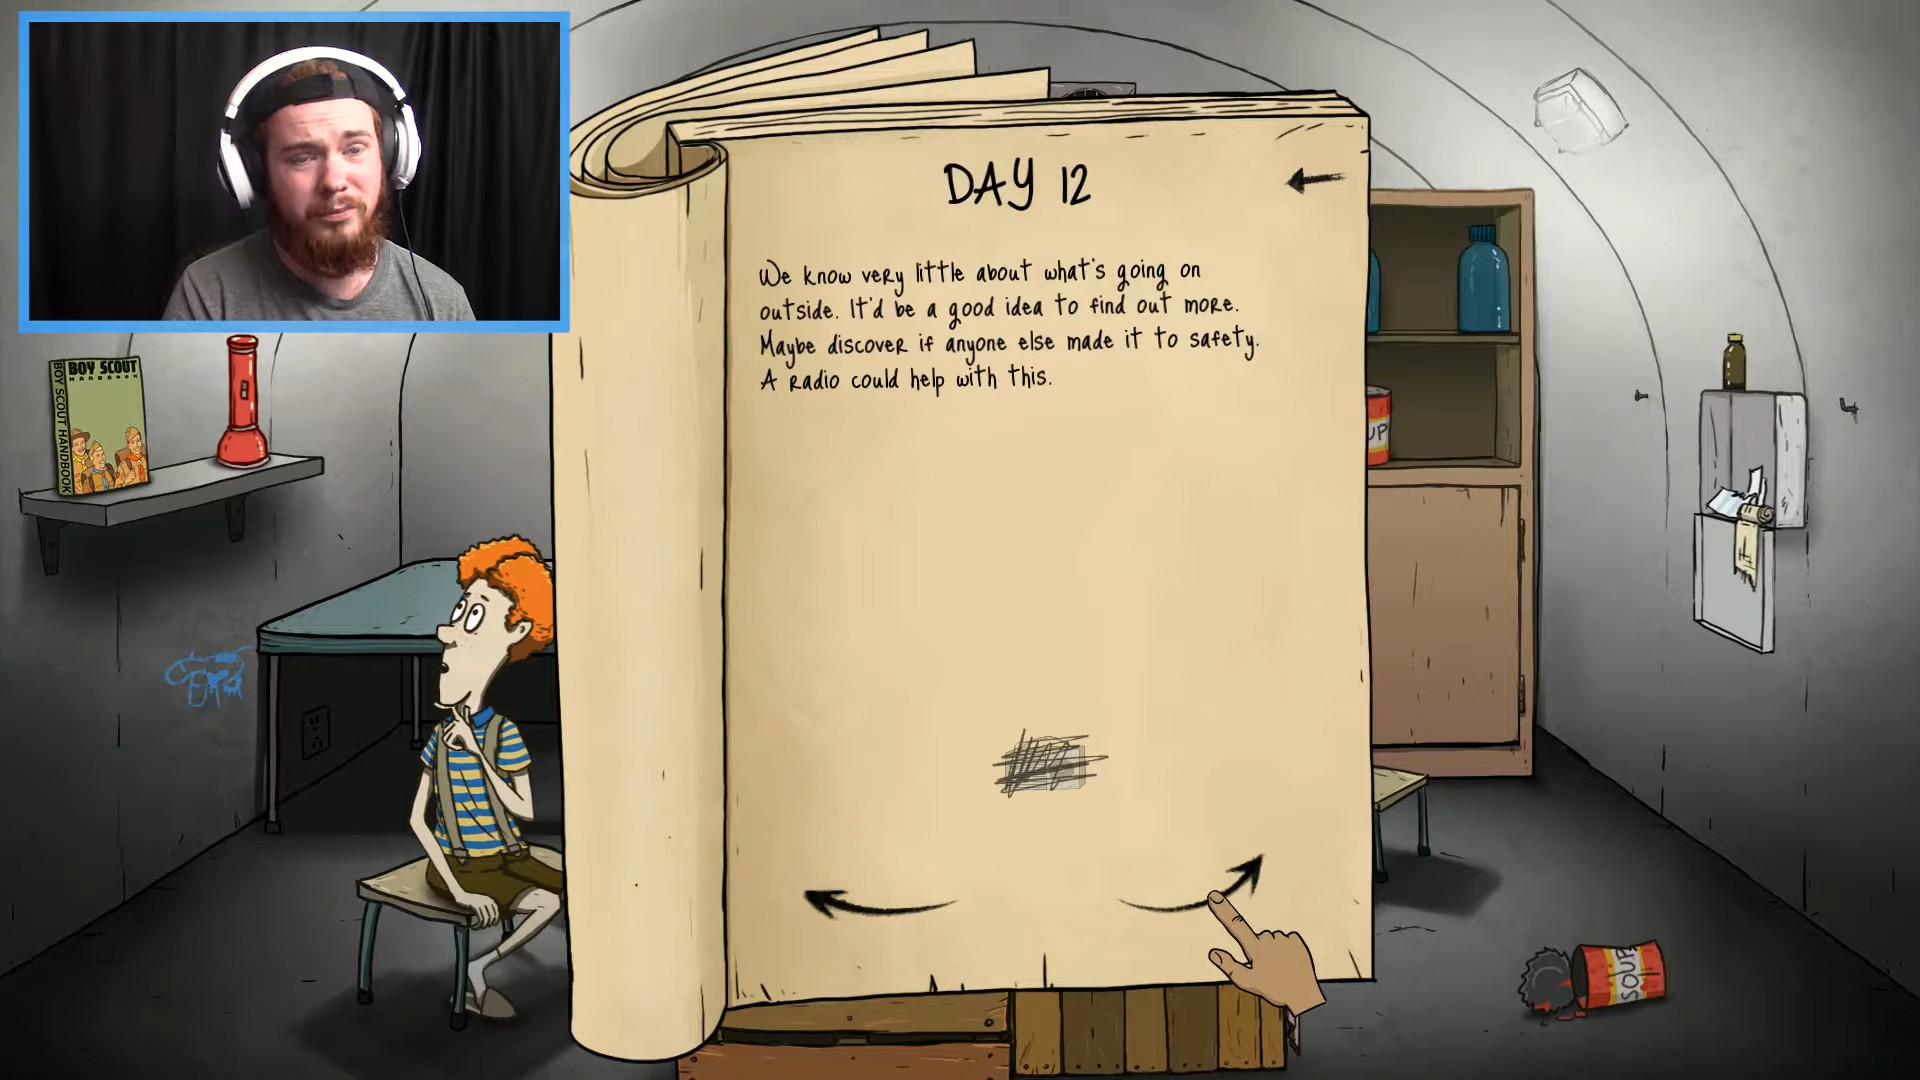 DAY 12
We know very little about what's going on
outside. It'd be a good idea to find out more.
Maybe discover if anyone else made it to safety.
A radio could help with this.
BOY SCOUT
HANDBOOK
BOY SCOUT HANDBOOK
UP
SOUP